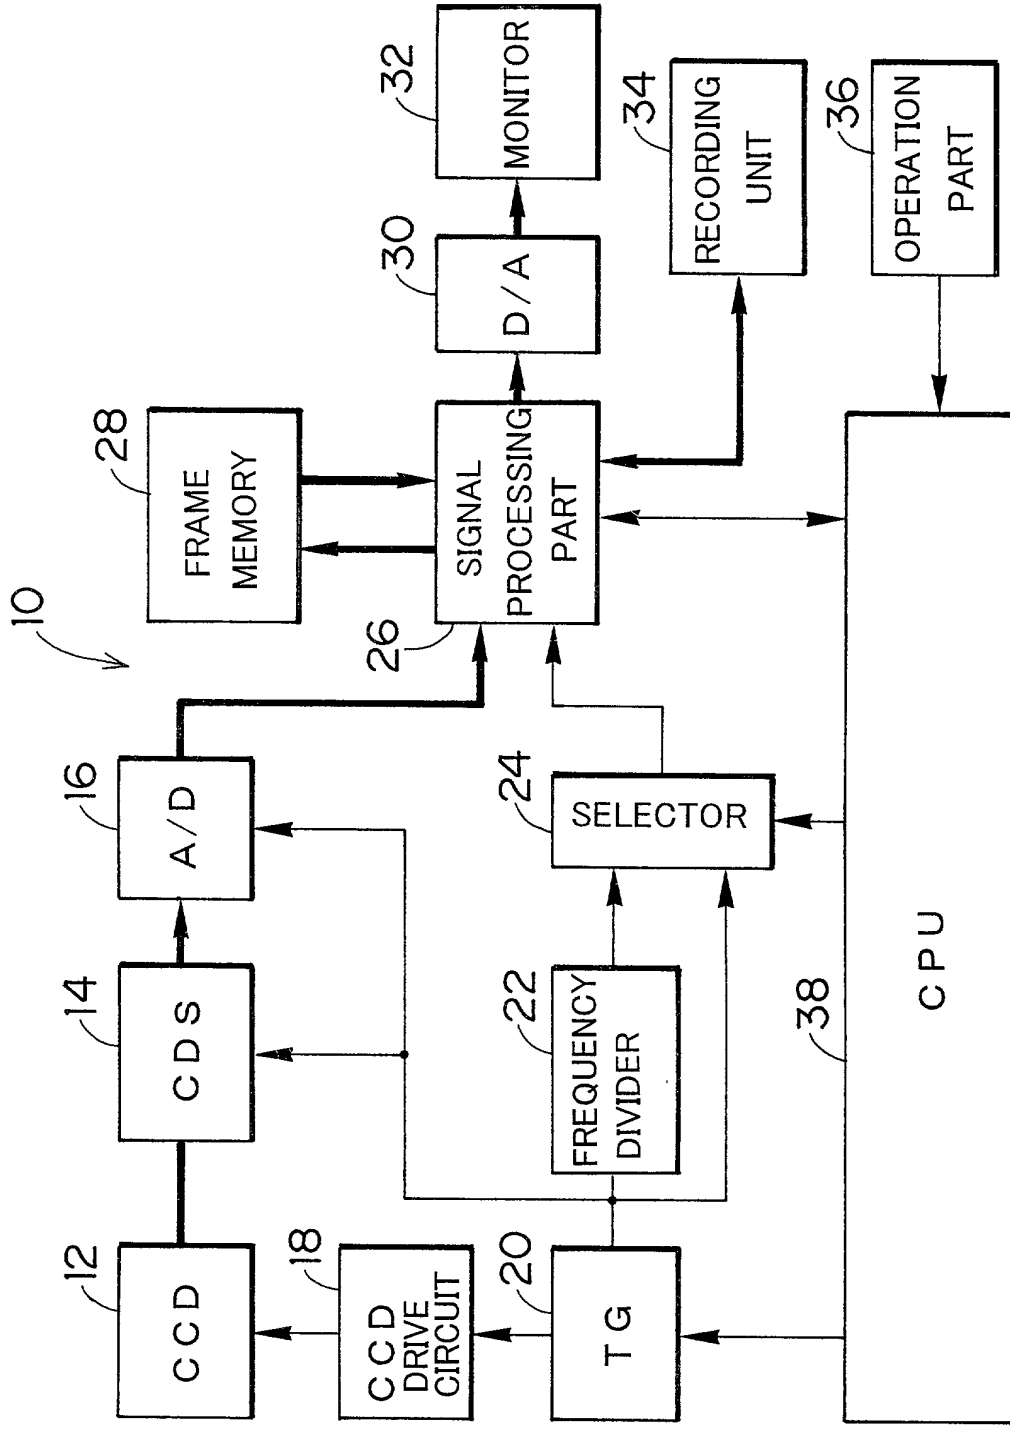 10
12
CCD
14
CDS
16
A/D
28
FRAME
MEMORY
18
CCD
DRIVE
CIRCUIT
26
SIGNAL
PROCESSING
PART
30
D/A
32
MONITOR
20
TG
22
FREQUENCY
DIVIDER
24
SELECTOR
34
RECORDING
UNIT
36
OPERATION
PART
38
CPU